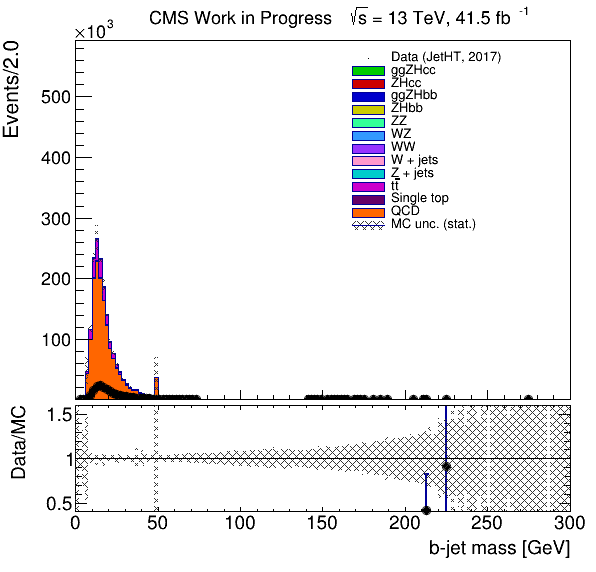 CMS Work in Progress √s = 13 TeV, 41.5 fb⁻¹
×10³
Events/2.0
500
400
300
200
100
Data (JetHT, 2017)
ggZHcc
ZHcc
ggZHbb
ZHbb
ZZ
WZ
WW
W + jets
Z + jets
tt̅
Single top
QCD
MC unc. (stat.)
Data/MC
1.5
1
0.5
0 50 100 150 200 250 300
b-jet mass [GeV]